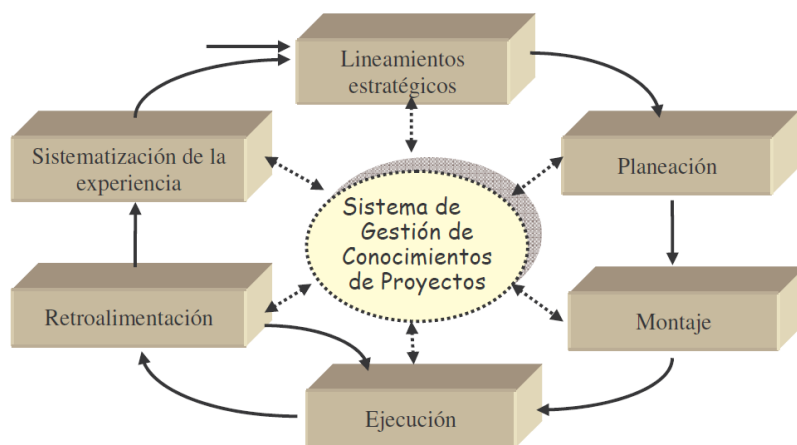 Lineamientos
estratégicos
Sistematización de la
experiencia
Planeación
Sistema de
Gestión de
Conocimientos
de Proyectos
Retroalimentación
Montaje
Ejecución